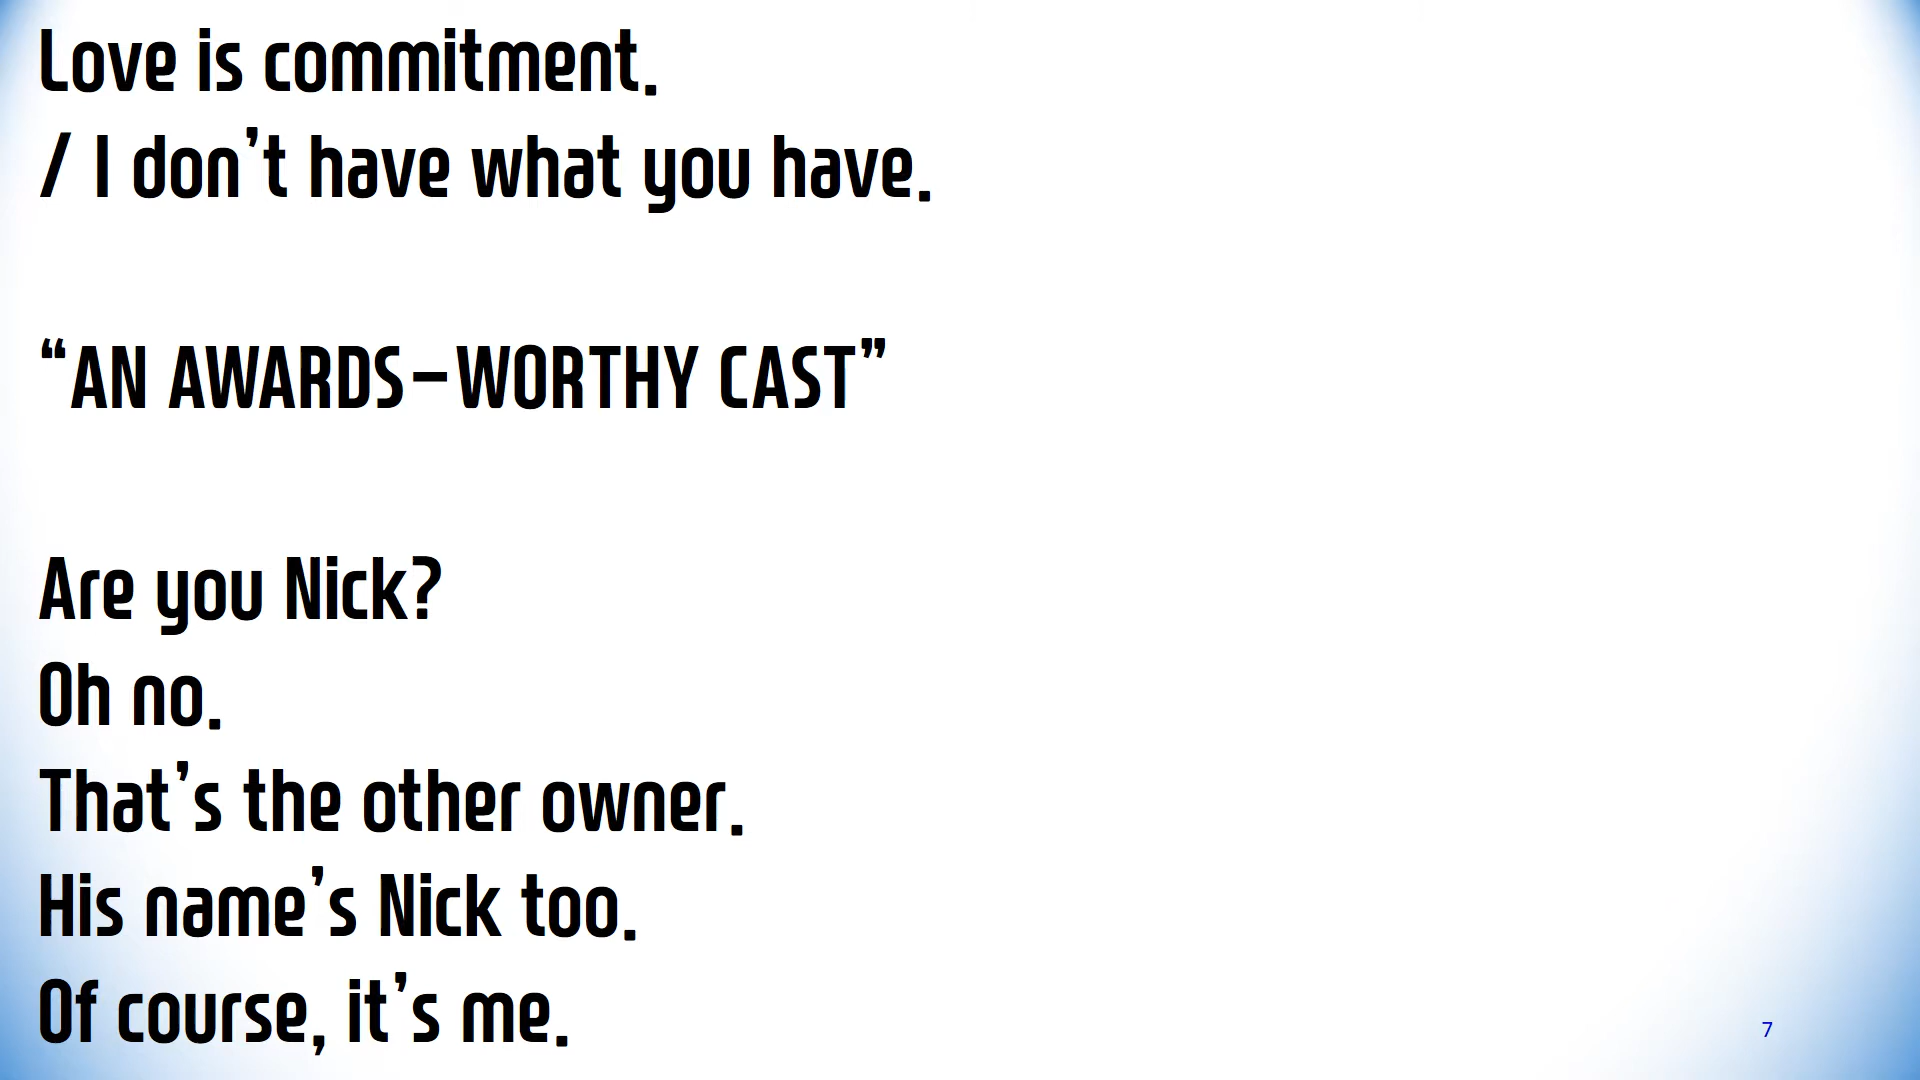 Love is commitment.
/ I don’t have what you have.
“AN AWARDS-WORTHY CAST”
Are you Nick?
Oh no.
That’s the other owner.
His name’s Nick too.
Of course, it’s me.
7